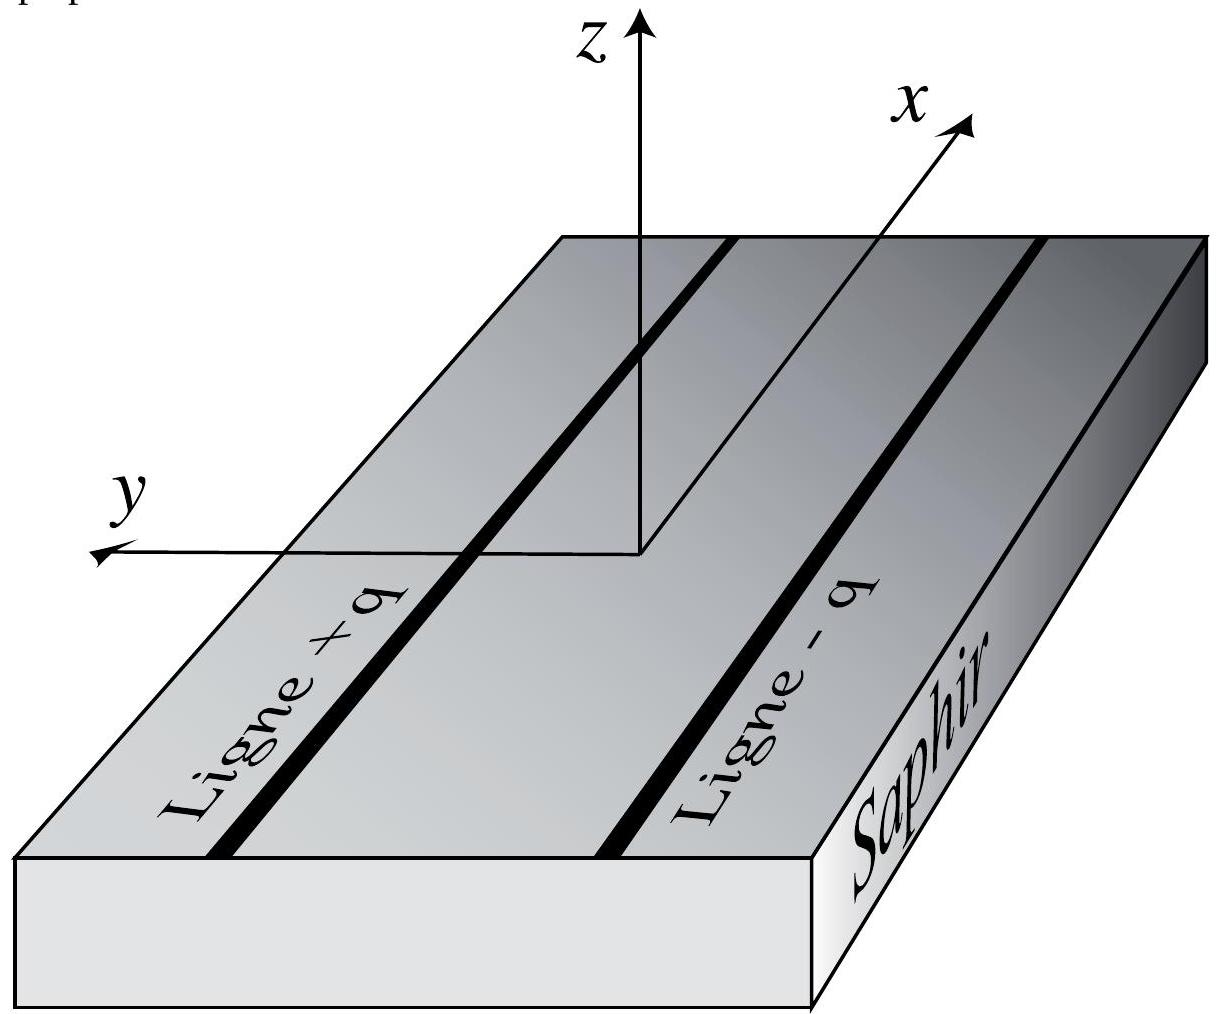 z
x
y
Ligne + q
Ligne - q
Saphir